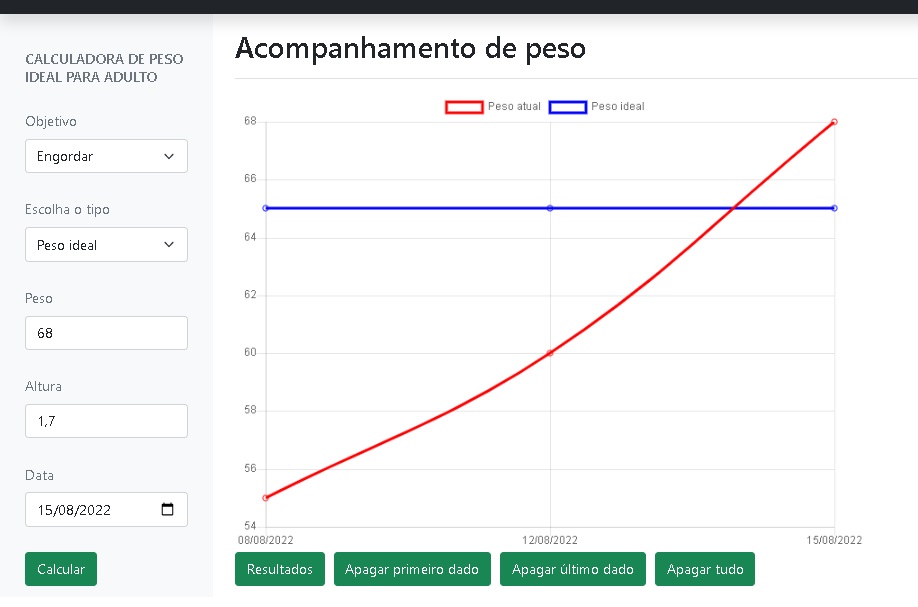 CALCULADORA DE PESO
IDEAL PARA ADULTO
Objetivo
Engordar
Escolha o tipo
Peso ideal
Peso
68
Altura
1,7
Data
15/08/2022
Calcular
Acompanhamento de peso
Peso atual Peso ideal
68
66
64
62
60
58
56
54
08/08/2022 12/08/2022 15/08/2022
Resultados Apagar primeiro dado Apagar último dado Apagar tudo